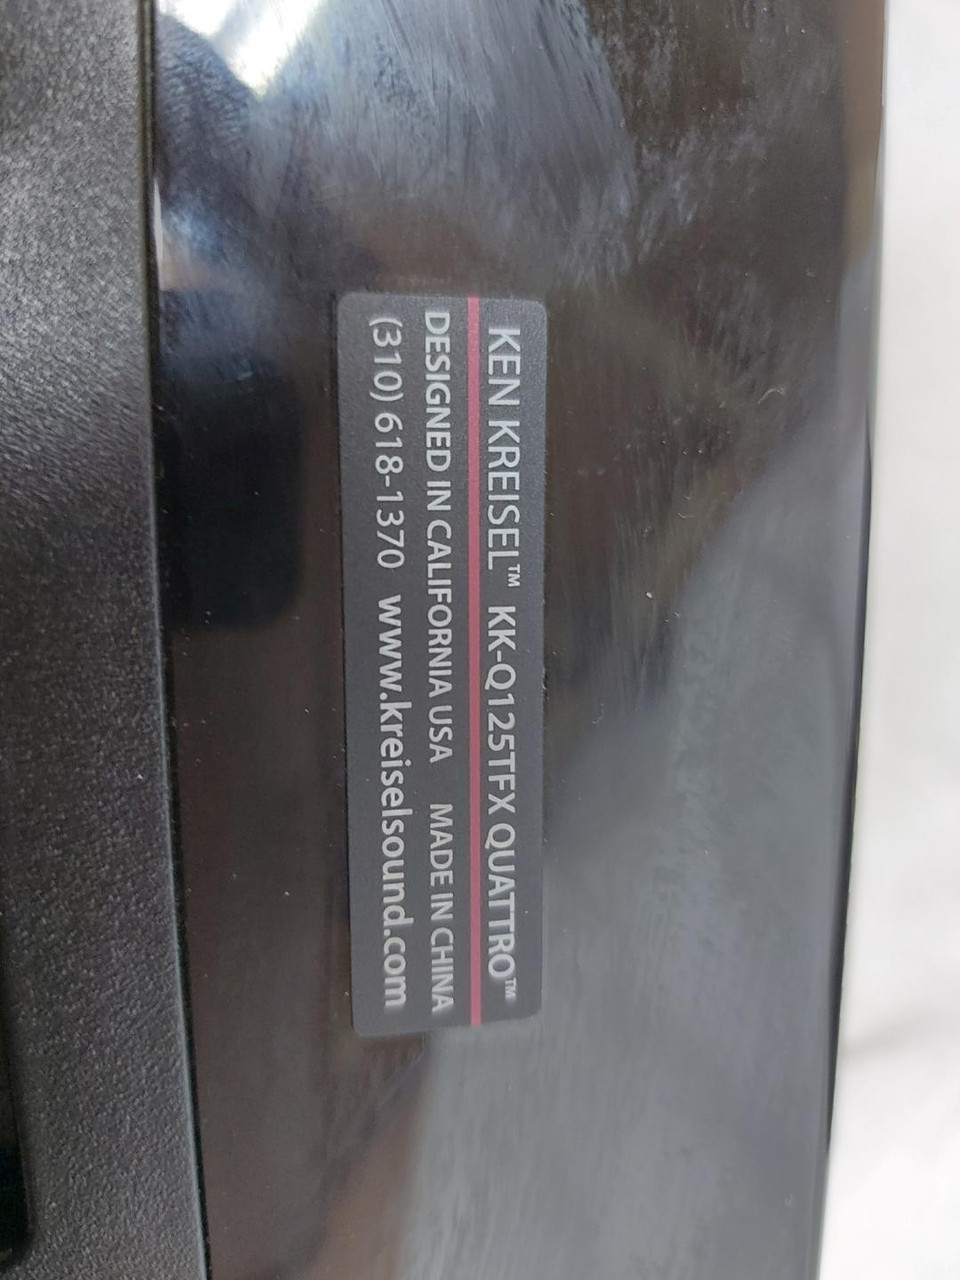 KEN KREISEL™ KK-Q125TFX QUATTRO™
DESIGNED IN CALIFORNIA USA MADE IN CHINA
(310) 618-1370 www.kreiselsound.com